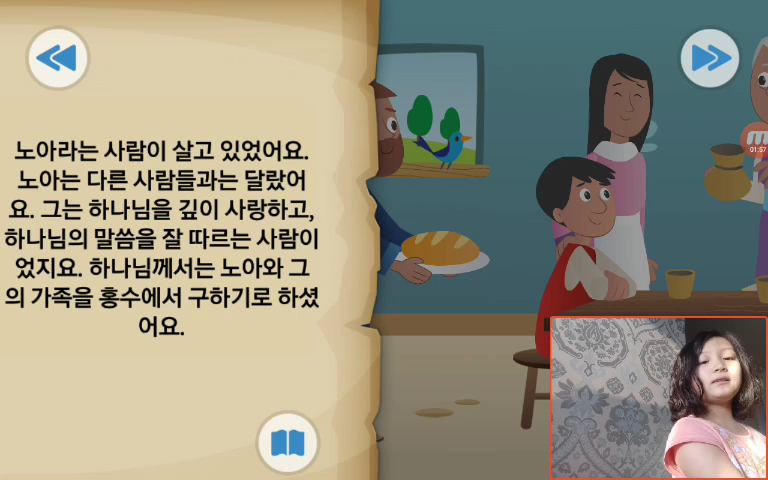 노아라는 사람이 살고 있었어요.
노아는 다른 사람들과는 달랐어
요. 그는 하나님을 깊이 사랑하고,
하나님의 말씀을 잘 따르는 사람이
었지요. 하나님께서는 노아와 그
의 가족을 홍수에서 구하기로 하셨
어요.
01:57